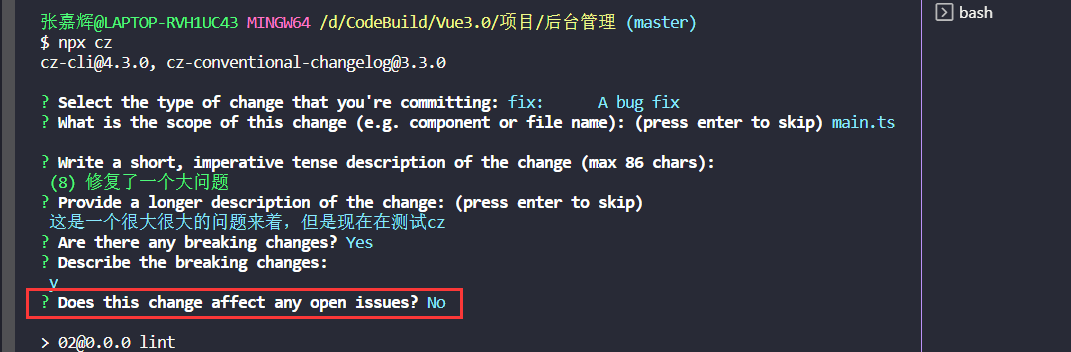 张嘉辉@LAPTOP-RVH1UC43 MINGW64 /d/CodeBuild/Vue3.0/项目/后台管理 (master)
$ npx cz
cz-cli@4.3.0, cz-conventional-changelog@3.3.0
? Select the type of change that you're committing: fix:      A bug fix
? What is the scope of this change (e.g. component or file name): (press enter to skip) main.ts
? Write a short, imperative tense description of the change (max 86 chars):
(8) 修复了一个大问题
? Provide a longer description of the change: (press enter to skip)
这是一个很大很大的问题来着，但是现在在测试cz
? Are there any breaking changes? Yes
? Describe the breaking changes:
y
? Does this change affect any open issues? No
> 02@0.0.0 lint
bash